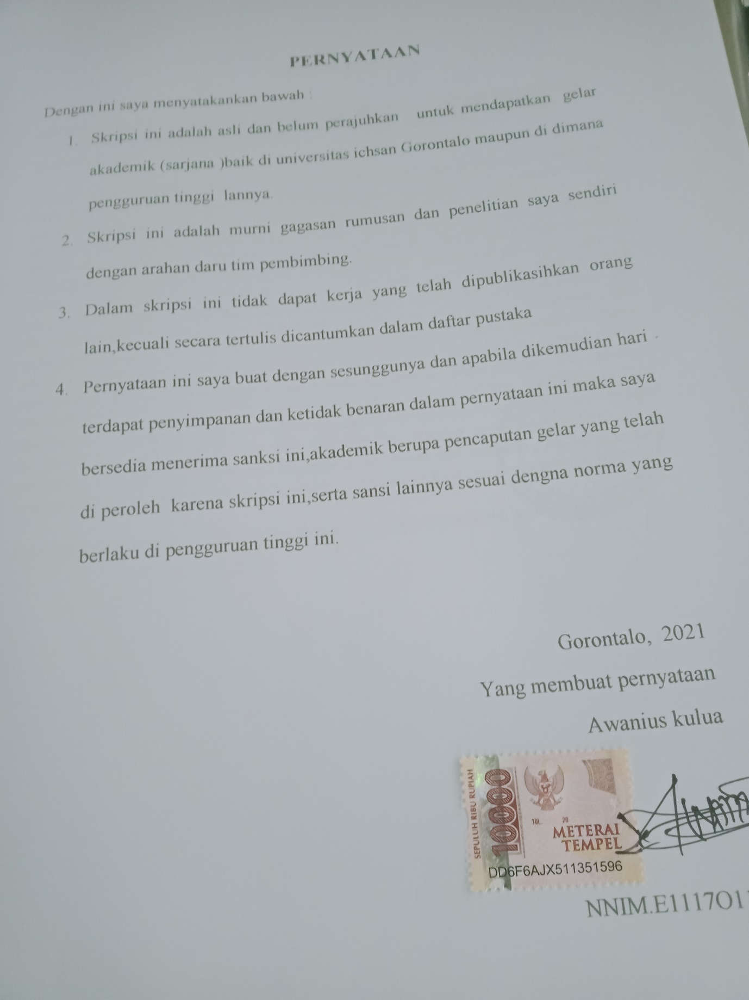 PERNYATAAN
Dengan ini saya menyatakankan bawah :
1. Skripsi ini adalah asli dan belum perajuhkan untuk mendapatkan gelar
akademik (sarjana )baik di universitas ichsan Gorontalo maupun di dimana
pengguruan tinggi lannya.
2. Skripsi ini adalah murni gagasan rumusan dan penelitian saya sendiri
dengan arahan daru tim pembimbing.
3. Dalam skripsi ini tidak dapat kerja yang telah dipublikasihkan orang
lain,kecuali secara tertulis dicantumkan dalam daftar pustaka
4. Pernyataan ini saya buat dengan sesunggunya dan apabila dikemudian hari .
terdapat penyimpanan dan ketidak benaran dalam pernyataan ini maka saya
bersedia menerima sanksi ini,akademik berupa pencaputan gelar yang telah
di peroleh karena skripsi ini,serta sansi lainnya sesuai dengna norma yang
berlaku di pengguruan tinggi ini.
Gorontalo, 2021
Yang membuat pernyataan
Awanius kulua
SEPULUH RIBU RUPIAH
10000
TGL. 20
METERAI
TEMPEL
DD6F6AJX511351596
NNIM.E1117O1